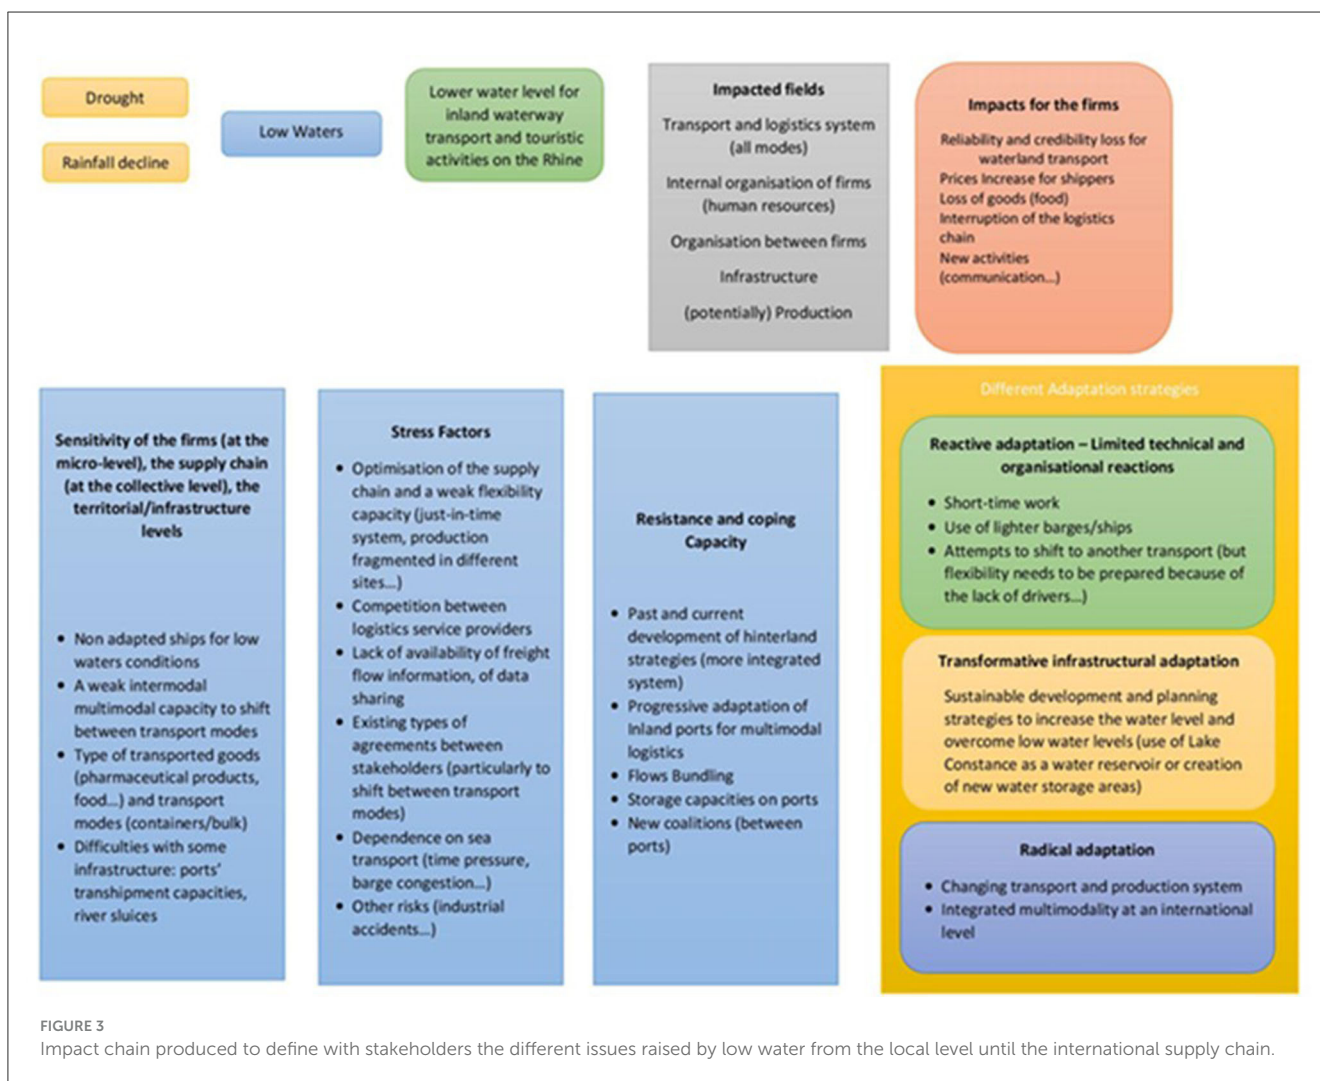 Drought
Rainfall decline
Low Waters
Lower water level for
inland waterway
transport and touristic
activities on the Rhine
Impacted fields
Transport and logistics system
(all modes)
Internal organisation of firms
(human resources)
Organisation between firms
Infrastructure
(potentially) Production
Impacts for the firms
Reliability and credibility loss for
waterland transport
Prices Increase for shippers
Loss of goods (food)
Interruption of the logistics
chain
New activities
(communication...)
Sensitivity of the firms (at the
micro-level), the supply chain
(at the collective level), the
territorial/infrastructure
levels
• Non adapted ships for low
waters conditions
• A weak intermodal
multimodal capacity to shift
between transport modes
• Type of transported goods
(pharmaceutical products,
food...) and transport
modes (containers/bulk)
• Difficulties with some
infrastructure: ports'
transhipment capacities,
river sluices
Stress Factors
• Optimisation of the supply
chain and a weak flexibility
capacity (just-in-time
system, production
fragmented in different
sites...)
• Competition between
logistics service providers
• Lack of availability of freight
flow information, of data
sharing
• Existing types of
agreements between
stakeholders (particularly to
shift between transport
modes)
• Dependence on sea
transport (time pressure,
barge congestion...)
• Other risks (industrial
accidents...)
Resistance and coping
Capacity
• Past and current
development of hinterland
strategies (more integrated
system)
• Progressive adaptation of
Inland ports for multimodal
logistics
• Flows Bundling
• Storage capacities on ports
• New coalitions (between
ports)
Different Adaptation strategies
Reactive adaptation – Limited technical and
organisational reactions
• Short-time work
• Use of lighter barges/ships
• Attempts to shift to another transport (but
flexibility needs to be prepared because of
the lack of drivers...)
Transformative infrastructural adaptation
Sustainable development and planning
strategies to increase the water level and
overcome low water levels (use of Lake
Constance as a water reservoir or creation
of new water storage areas)
Radical adaptation
• Changing transport and production system
• Integrated multimodality at an international
level
FIGURE 3
Impact chain produced to define with stakeholders the different issues raised by low water from the local level until the international supply chain.